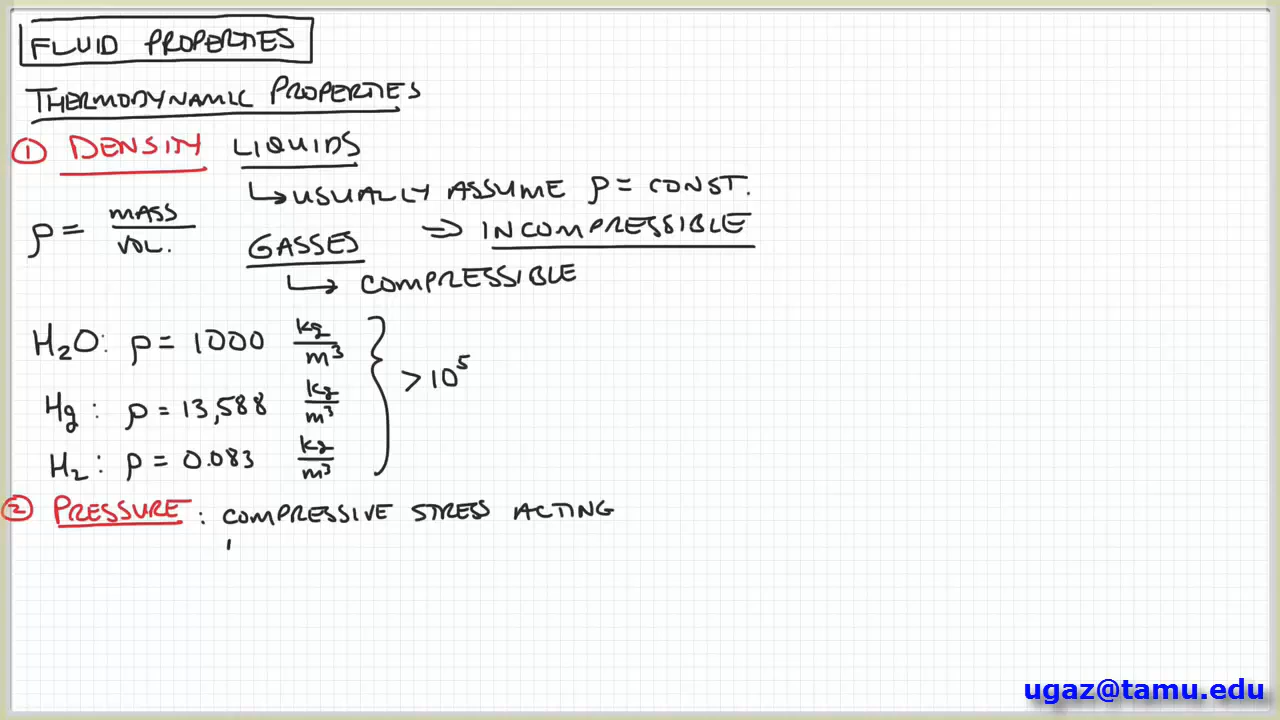 FLUID PROPERTIES
THERMODYNAMIC PROPERTIES
① DENSITY LIQUIDS
↳ USUALLY ASSUME ρ = CONST.
ρ = MASS / VOL.
⇒ INCOMPRESSIBLE
GASSES
↳ COMPRESSIBLE
H₂O: ρ = 1000 kg/m³
> 10⁵
Hg: ρ = 13,588 kg/m³
H₂: ρ = 0.083 kg/m³
② PRESSURE: COMPRESSIVE STRESS ACTING
ugaz@tamu.edu